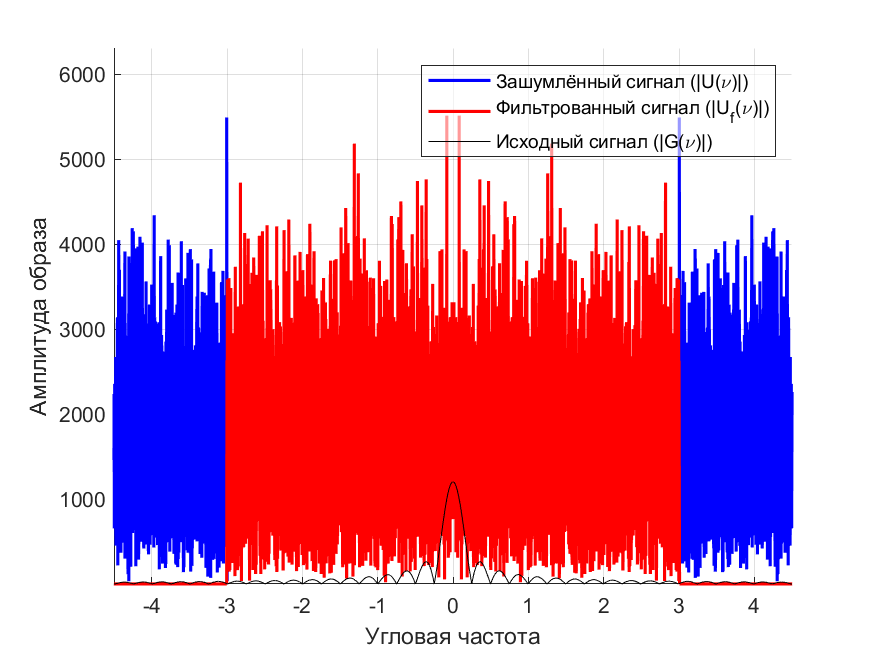 Зашумлённый сигнал (|U(ν)|)
Фильтрованный сигнал (|U_f(ν)|)
Исходный сигнал (|G(ν)|)
6000
5000
4000
3000
2000
1000
Амплитуда образа
-4 -3 -2 -1 0 1 2 3 4
Угловая частота